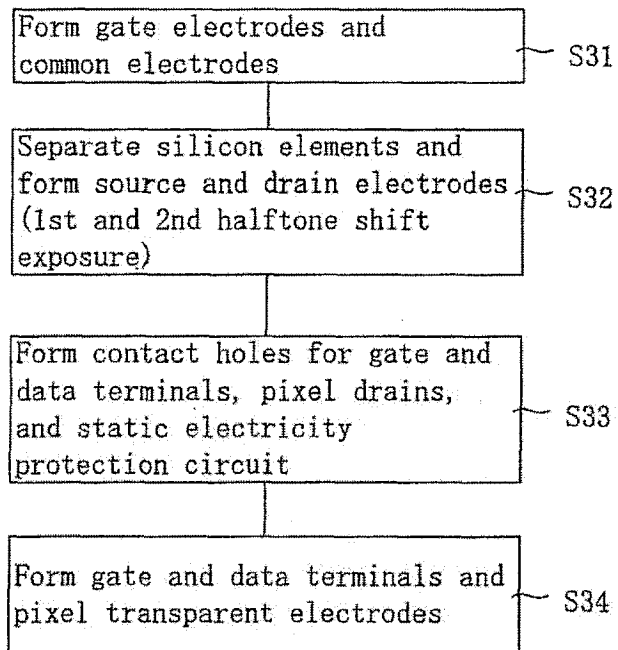 Form gate electrodes and
common electrodes
S31
Separate silicon elements and
form source and drain electrodes
(1st and 2nd halftone shift
exposure)
S32
Form contact holes for gate and
data terminals, pixel drains,
and static electricity
protection circuit
S33
Form gate and data terminals and
pixel transparent electrodes
S34